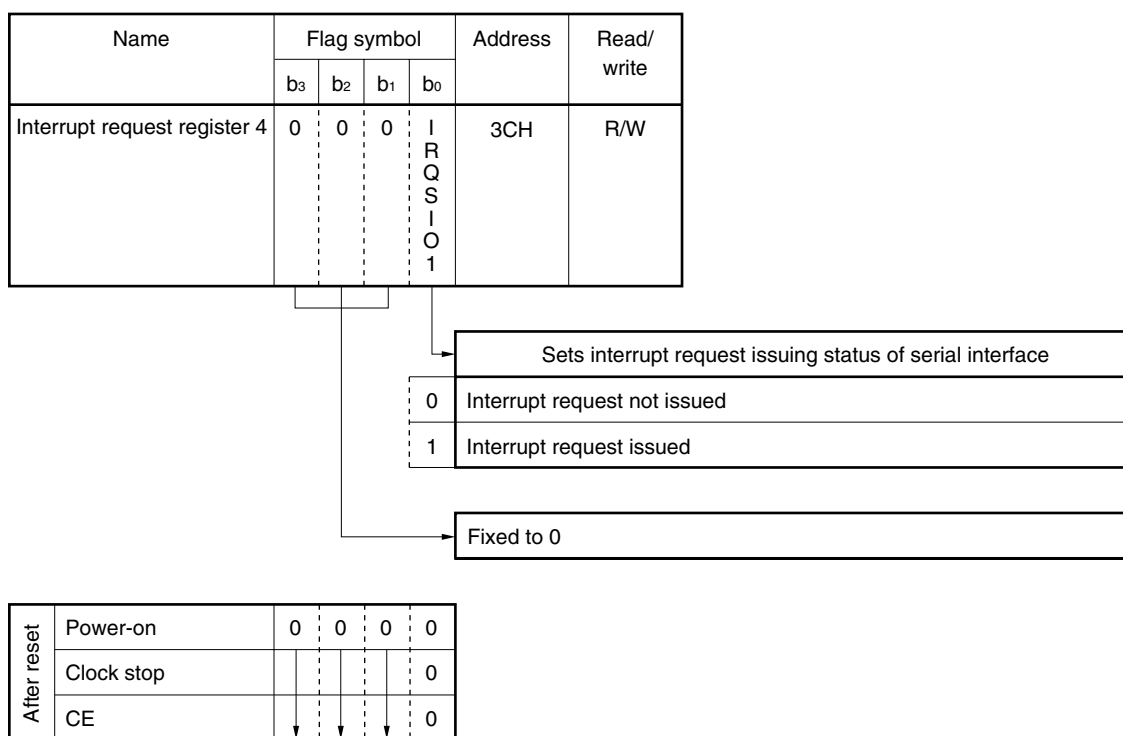 Name Flag symbol Address Read/
write
b3 b2 b1 b0
Interrupt request register 4 0 0 0 IRQSIO1 3CH R/W
Sets interrupt request issuing status of serial interface
0 Interrupt request not issued
1 Interrupt request issued
Fixed to 0
After reset
Power-on 0 0 0 0
Clock stop 0
CE 0